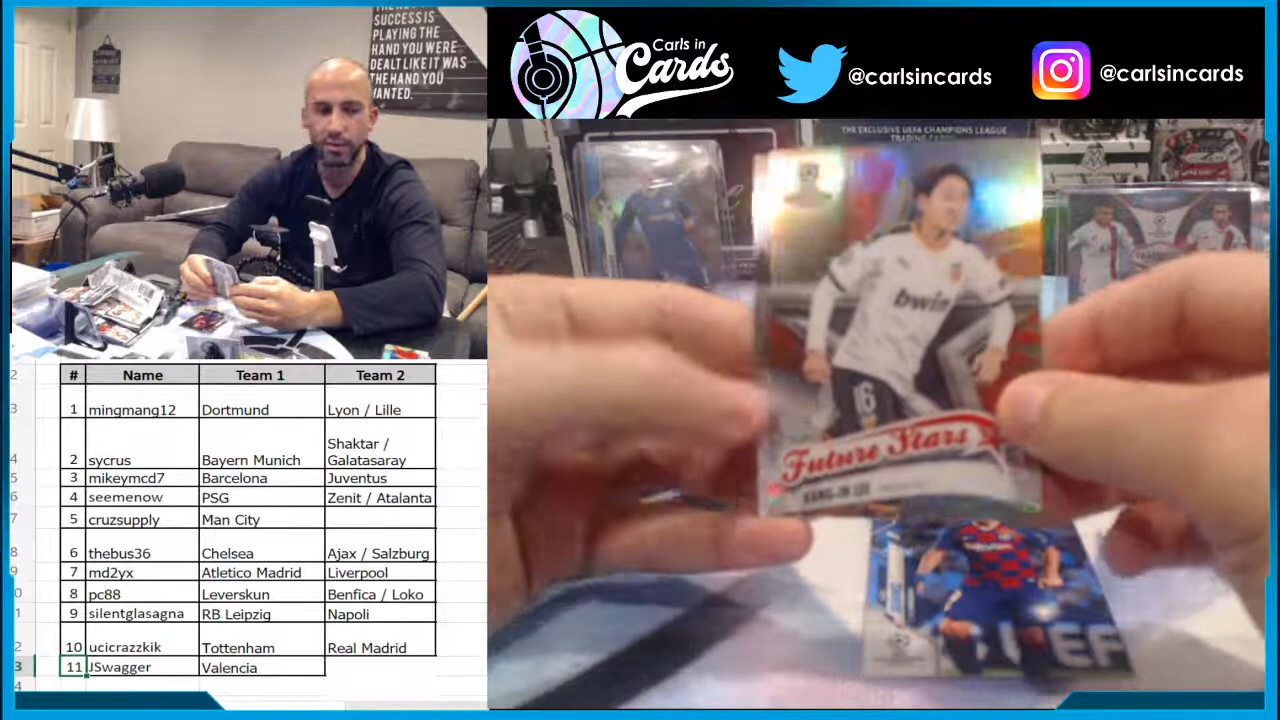 SUCCESS IS
PLAYING THE
HAND YOU WERE
DEALT LIKE IT WAS
THE HAND YOU
WANTED.
Carls in
Cards
@carlsincards
@carlsincards
THE EXCLUSIVE UEFA CHAMPIONS LEAGUE
TRADING CARDS
bwin
16
Future Stars
KANG-IN LEE
# Name Team 1 Team 2
1 mingmang12 Dortmund Lyon / Lille
Shaktar /
2 sycrus Bayern Munich Galatasaray
3 mikeymcd7 Barcelona Juventus
4 seemenow PSG Zenit / Atalanta
5 cruzsupply Man City
6 thebus36 Chelsea Ajax / Salzburg
7 md2yx Atletico Madrid Liverpool
8 pc88 Leverskun Benfica / Loko
9 silentglasagna RB Leipzig Napoli
10 ucicrazzkik Tottenham Real Madrid
11 JSwagger Valencia